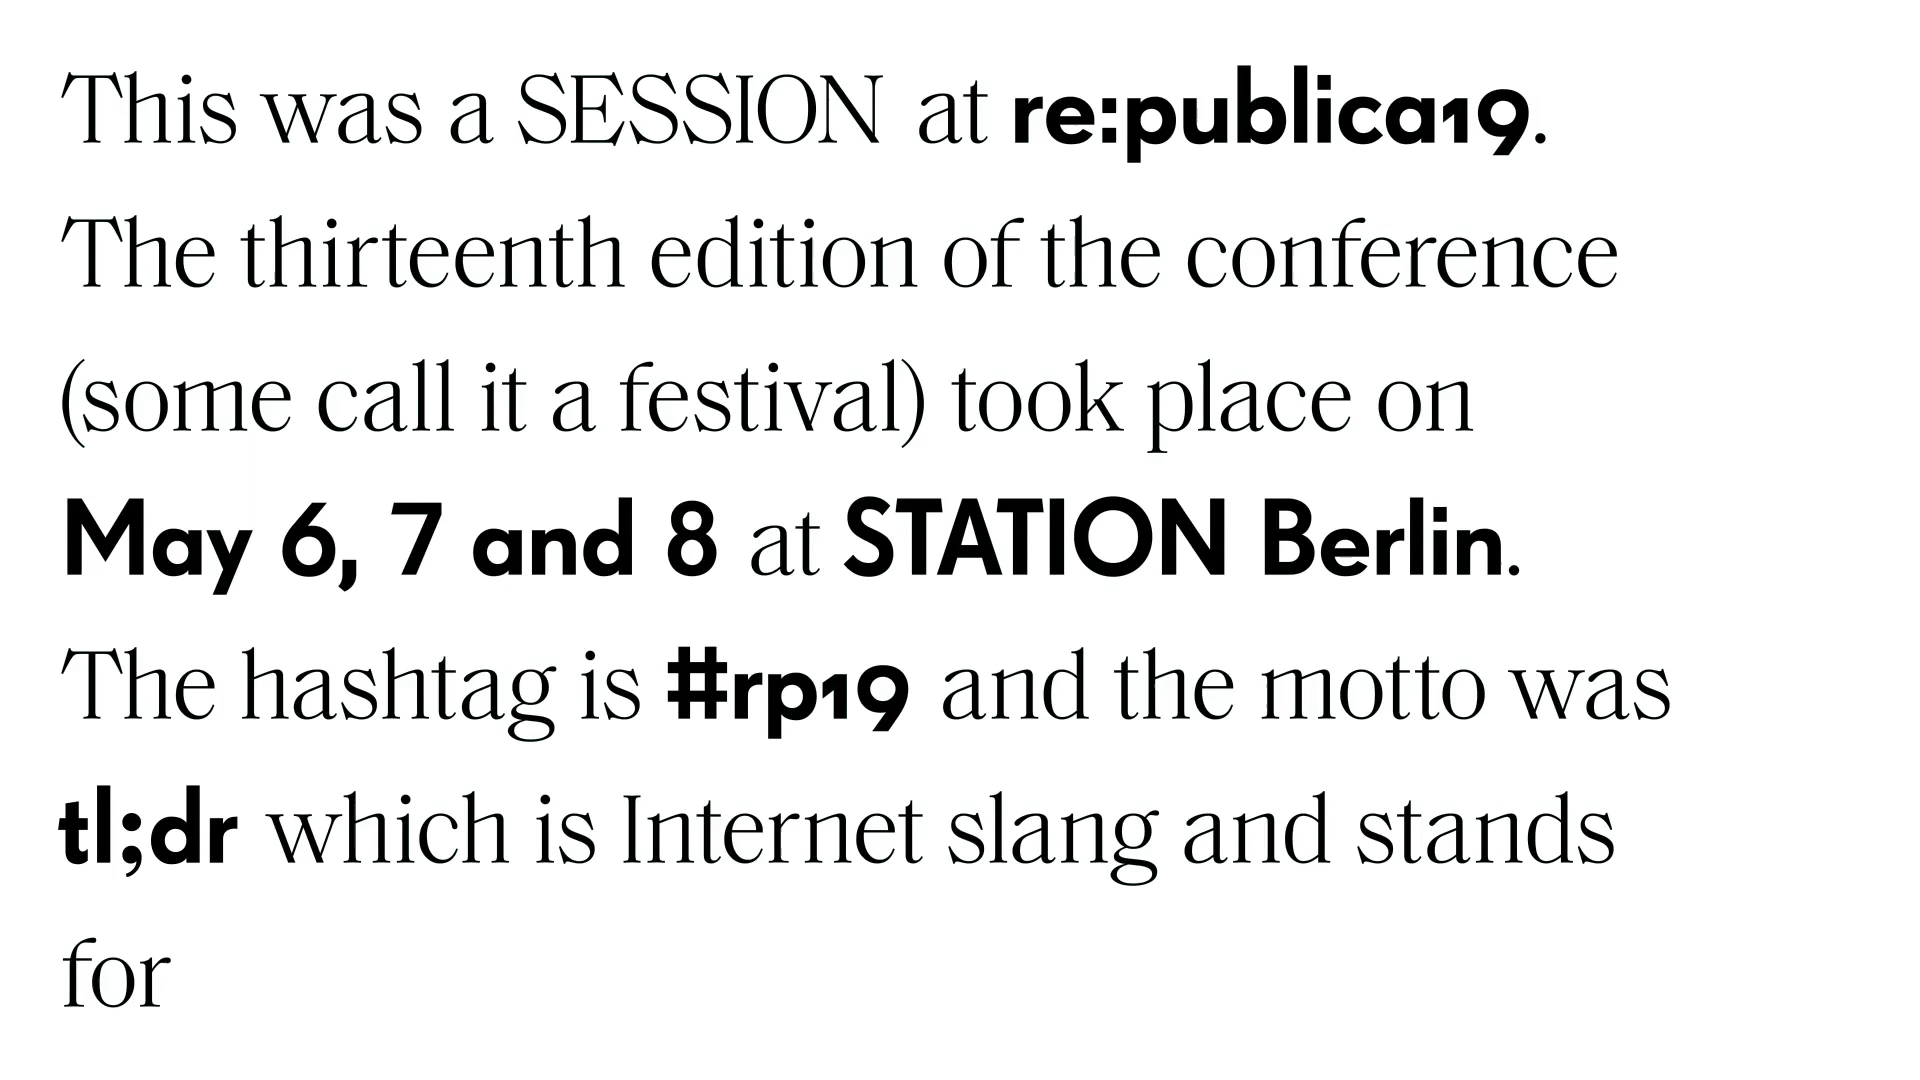 This was a SESSION at re:publica19.
The thirteenth edition of the conference
(some call it a festival) took place on
May 6, 7 and 8 at STATION Berlin.
The hashtag is #rp19 and the motto was
tl;dr which is Internet slang and stands
for